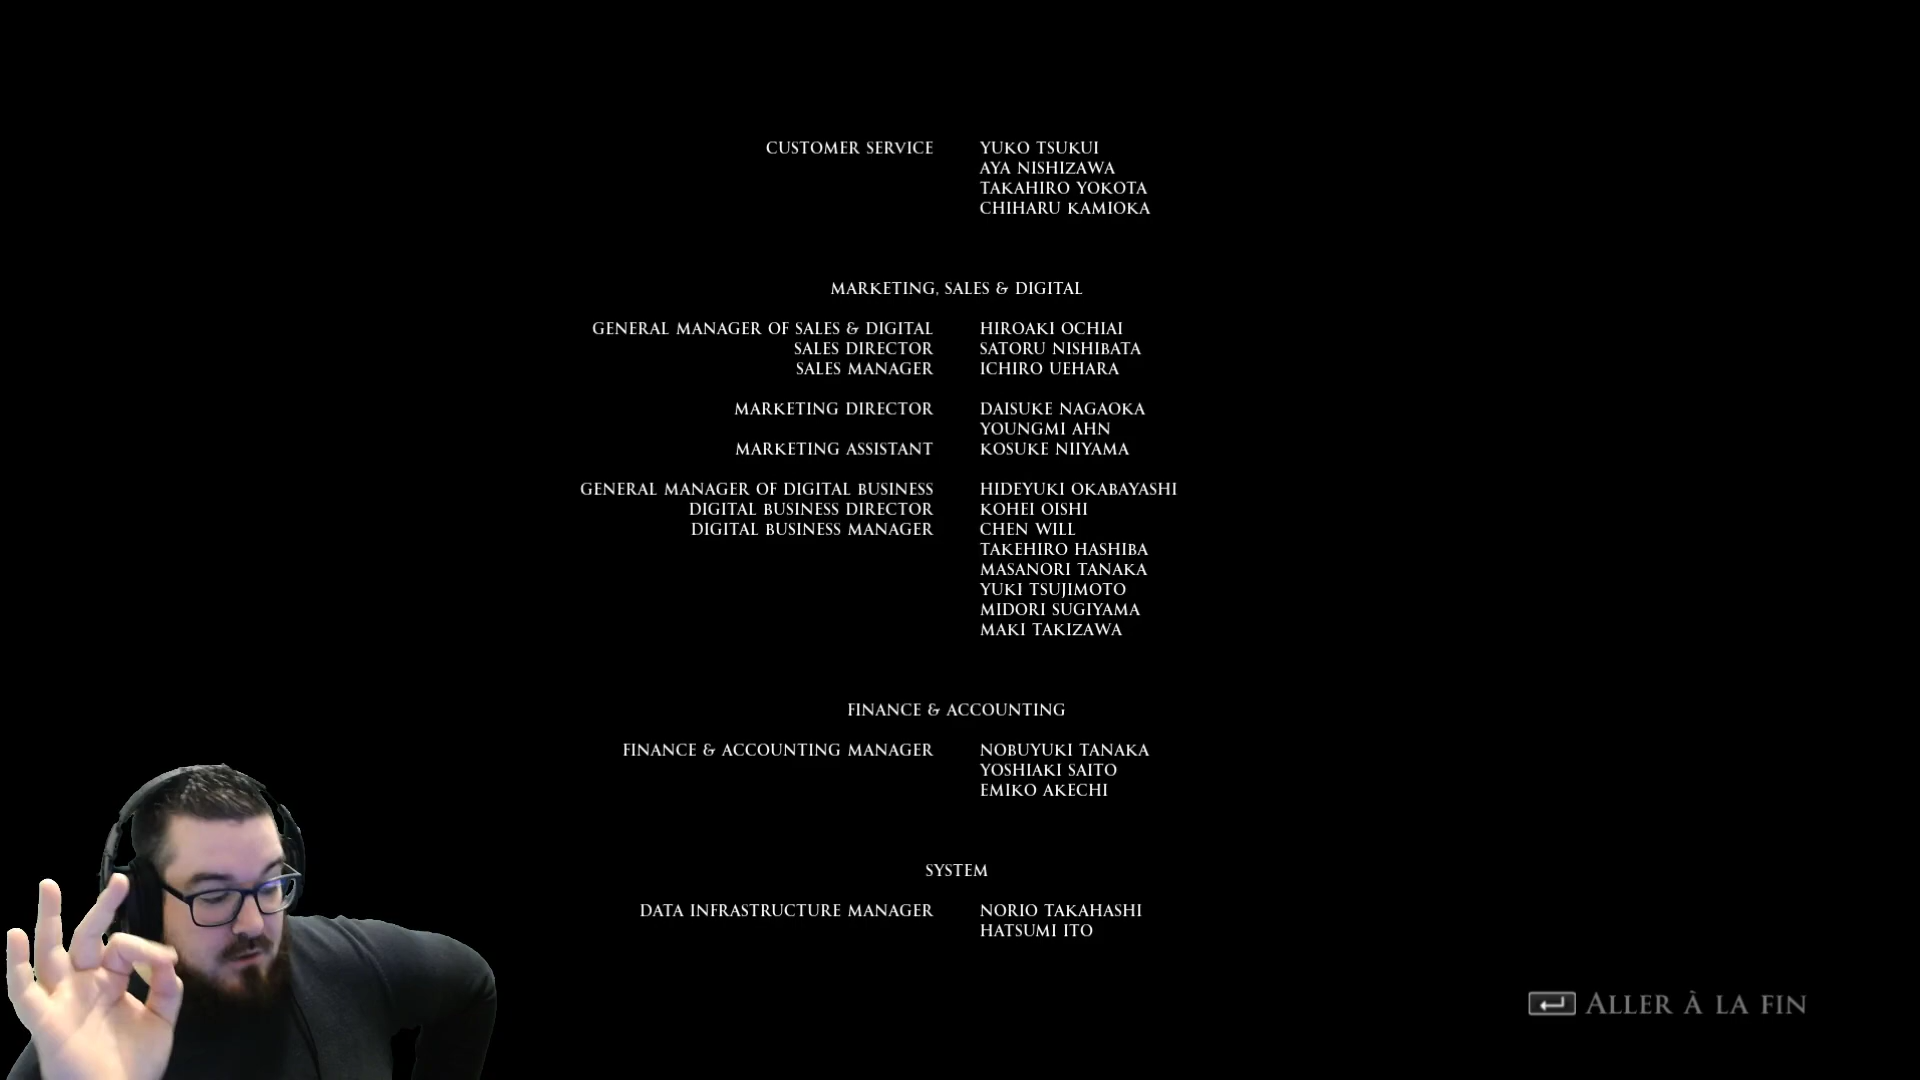 CUSTOMER SERVICE YUKO TSUKUI
AYA NISHIZAWA
TAKAHIRO YOKOTA
CHIHARU KAMIOKA
MARKETING, SALES & DIGITAL
GENERAL MANAGER OF SALES & DIGITAL HIROAKI OCHIAI
SALES DIRECTOR SATORU NISHIBATA
SALES MANAGER ICHIRO UEHARA
MARKETING DIRECTOR DAISUKE NAGAOKA
YOUNGMI AHN
MARKETING ASSISTANT KOSUKE NIIYAMA
GENERAL MANAGER OF DIGITAL BUSINESS HIDEYUKI OKABAYASHI
DIGITAL BUSINESS DIRECTOR KOHEI OISHI
DIGITAL BUSINESS MANAGER CHEN WILL
TAKEHIRO HASHIBA
MASANORI TANAKA
YUKI TSUJIMOTO
MIDORI SUGIYAMA
MAKI TAKIZAWA
FINANCE & ACCOUNTING
FINANCE & ACCOUNTING MANAGER NOBUYUKI TANAKA
YOSHIAKI SAITO
EMIKO AKECHI
SYSTEM
DATA INFRASTRUCTURE MANAGER NORIO TAKAHASHI
HATSUMI ITO
ALLER À LA FIN